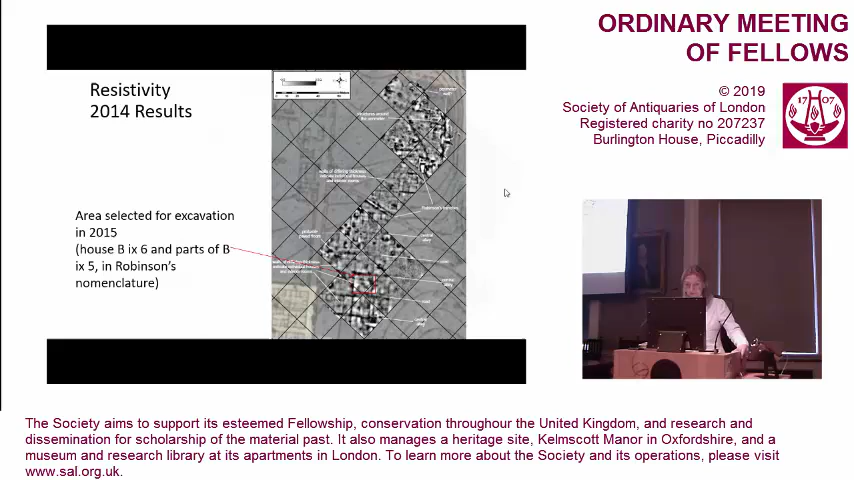 ORDINARY MEETING
OF FELLOWS
© 2019
Society of Antiquaries of London
Registered charity no 207237
Burlington House, Piccadilly
17 07
Resistivity
2014 Results
Area selected for excavation
in 2015
(house B ix 6 and parts of B
ix 5, in Robinson's
nomenclature)
perimeter
wall?
The Society aims to support its esteemed Fellowship, conservation throughour the United Kingdom, and research and
dissemination for scholarship of the material past. It also manages a heritage site, Kelmscott Manor in Oxfordshire, and a
museum and research library at its apartments in London. To learn more about the Society and its operations, please visit
www.sal.org.uk.